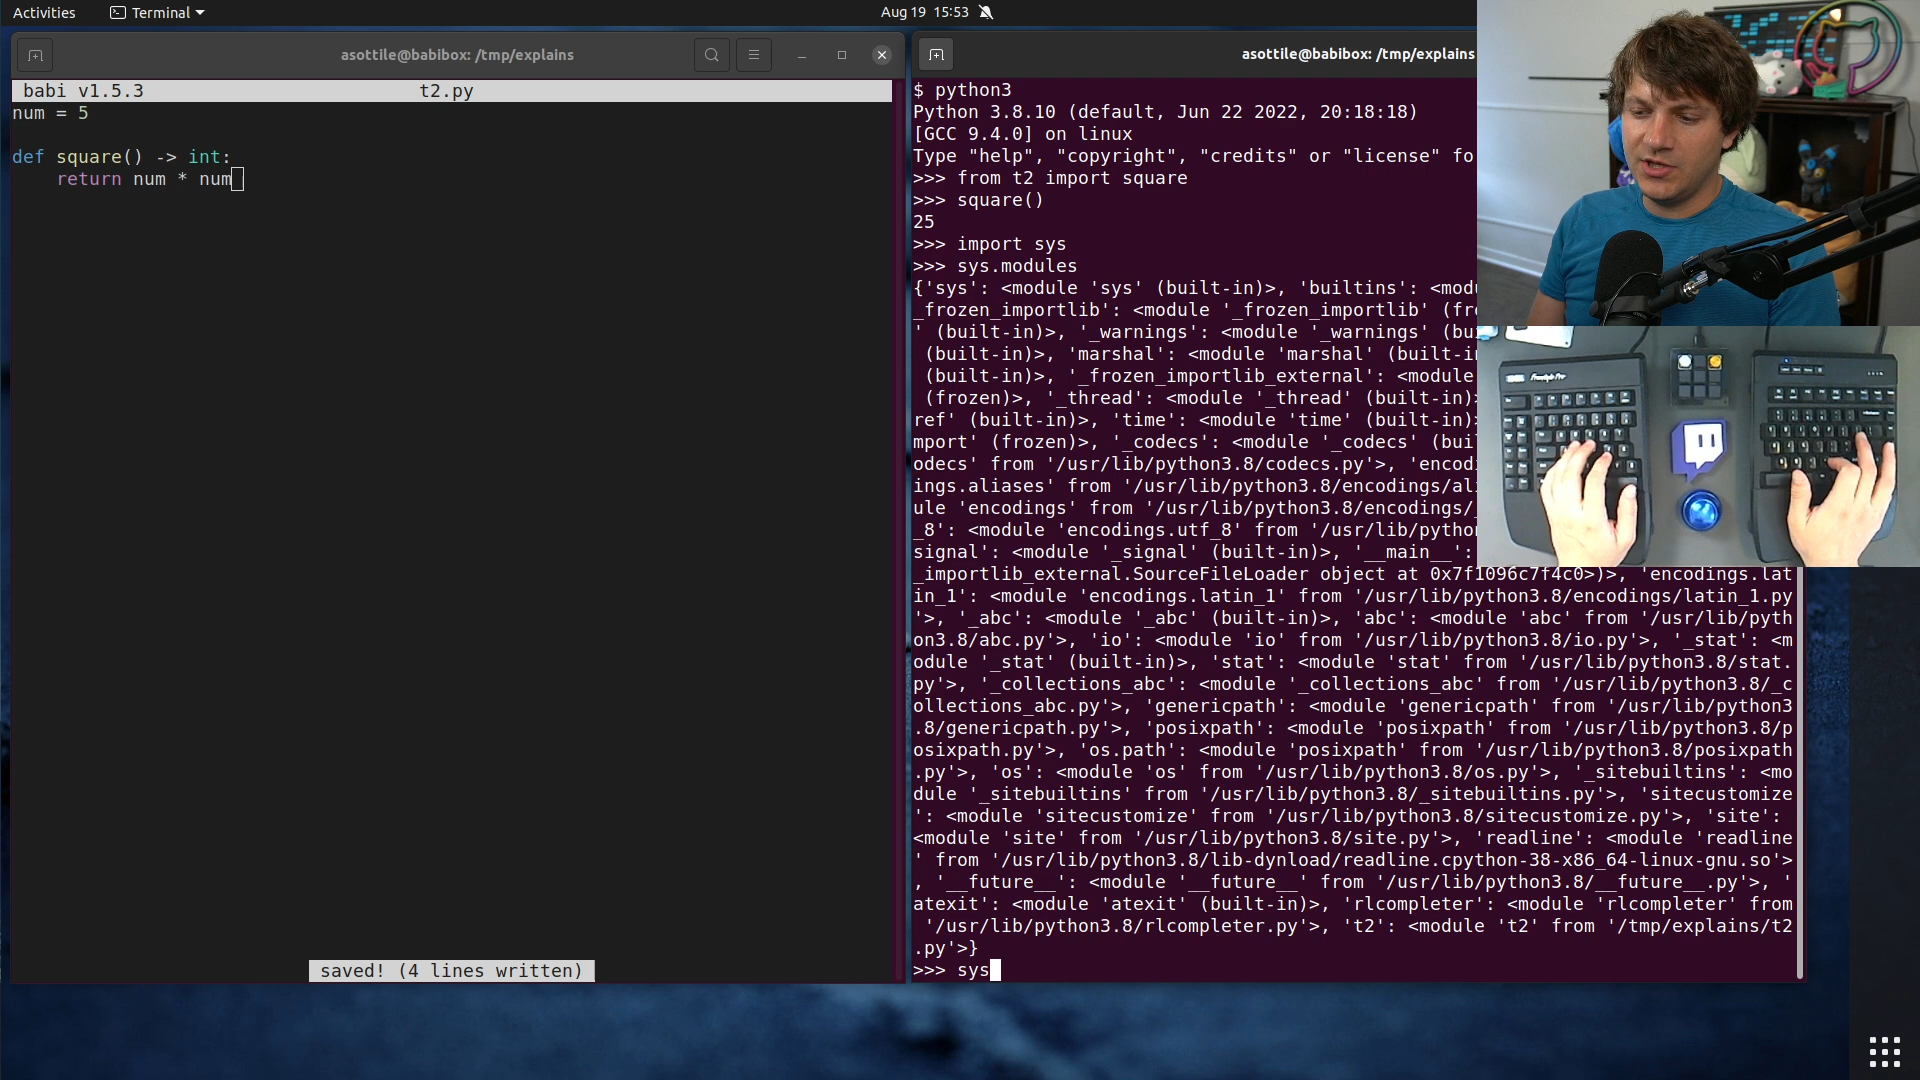 Activities
Terminal
Aug 19 15:53
asottile@babibox: /tmp/explains
babi v1.5.3 t2.py
num = 5
def square() -> int:
    return num * num
saved! (4 lines written)
asottile@babibox: /tmp/explains
$ python3
Python 3.8.10 (default, Jun 22 2022, 20:18:18)
[GCC 9.4.0] on linux
Type "help", "copyright", "credits" or "license" fo
>>> from t2 import square
>>> square()
25
>>> import sys
>>> sys.modules
{'sys': <module 'sys' (built-in)>, 'builtins': <modu
_frozen_importlib': <module '_frozen_importlib' (fro
' (built-in)>, '_warnings': <module '_warnings' (bui
 (built-in)>, 'marshal': <module 'marshal' (built-in
 (built-in)>, '_frozen_importlib_external': <module
 (frozen)>, '_thread': <module '_thread' (built-in)>
ref' (built-in)>, 'time': <module 'time' (built-in)>
mport' (frozen)>, '_codecs': <module '_codecs' (buil
odecs' from '/usr/lib/python3.8/codecs.py'>, 'encodi
ings.aliases' from '/usr/lib/python3.8/encodings/ali
ule 'encodings' from '/usr/lib/python3.8/encodings/_
_8': <module 'encodings.utf_8' from '/usr/lib/python
signal': <module '_signal' (built-in)>, '__main__':
_importlib_external.SourceFileLoader object at 0x7f1096c7f4c0>)>, 'encodings.lat
in_1': <module 'encodings.latin_1' from '/usr/lib/python3.8/encodings/latin_1.py
'>, '_abc': <module '_abc' (built-in)>, 'abc': <module 'abc' from '/usr/lib/pyth
on3.8/abc.py'>, 'io': <module 'io' from '/usr/lib/python3.8/io.py'>, '_stat': <m
odule '_stat' (built-in)>, 'stat': <module 'stat' from '/usr/lib/python3.8/stat.
py'>, '_collections_abc': <module '_collections_abc' from '/usr/lib/python3.8/_c
ollections_abc.py'>, 'genericpath': <module 'genericpath' from '/usr/lib/python3
.8/genericpath.py'>, 'posixpath': <module 'posixpath' from '/usr/lib/python3.8/p
osixpath.py'>, 'os.path': <module 'posixpath' from '/usr/lib/python3.8/posixpath
.py'>, 'os': <module 'os' from '/usr/lib/python3.8/os.py'>, '_sitebuiltins': <mo
dule '_sitebuiltins' from '/usr/lib/python3.8/_sitebuiltins.py'>, 'sitecustomize
': <module 'sitecustomize' from '/usr/lib/python3.8/sitecustomize.py'>, 'site':
<module 'site' from '/usr/lib/python3.8/site.py'>, 'readline': <module 'readline
' from '/usr/lib/python3.8/lib-dynload/readline.cpython-38-x86_64-linux-gnu.so'>
, '__future__': <module '__future__' from '/usr/lib/python3.8/__future__.py'>, '
atexit': <module 'atexit' (built-in)>, 'rlcompleter': <module 'rlcompleter' from
 '/usr/lib/python3.8/rlcompleter.py'>, 't2': <module 't2' from '/tmp/explains/t2
.py'>}
>>> sys